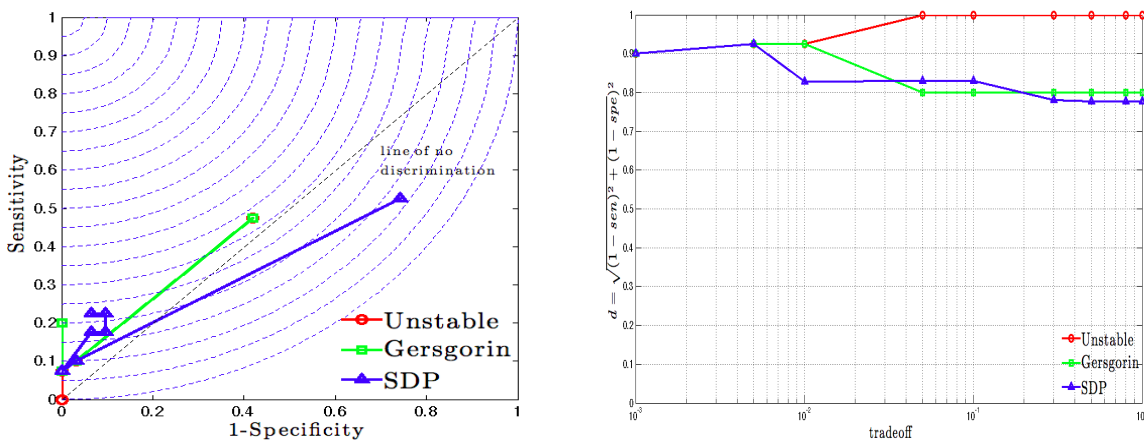 1
0.9
0.8
0.7
0.6
0.5
0.4
0.3
0.2
0.1
0
0
0.2
0.4
0.6
0.8
1
Sensitivity
1-Specificity
line of no
discrimination
Unstable
Gersgorin
SDP
1
0.9
0.8
0.7
0.6
0.5
0.4
0.3
0.2
0.1
0
10⁻³
10⁻²
10⁻¹
10
d = √(1 − sen)² + (1 − spe)²
tradeoff
Unstable
Gersgorin
SDP